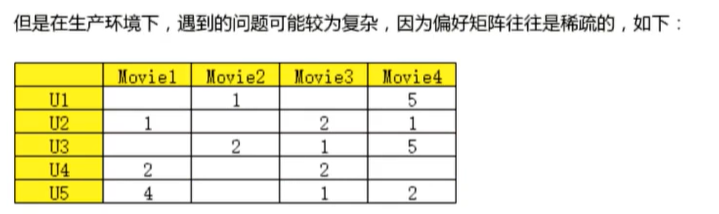 但是在生产环境下，遇到的问题可能较为复杂，因为偏好矩阵往往是稀疏的，如下：
Movie1 Movie2 Movie3 Movie4
U1 1 5
U2 1 2 1
U3 2 1 5
U4 2 2
U5 4 1 2